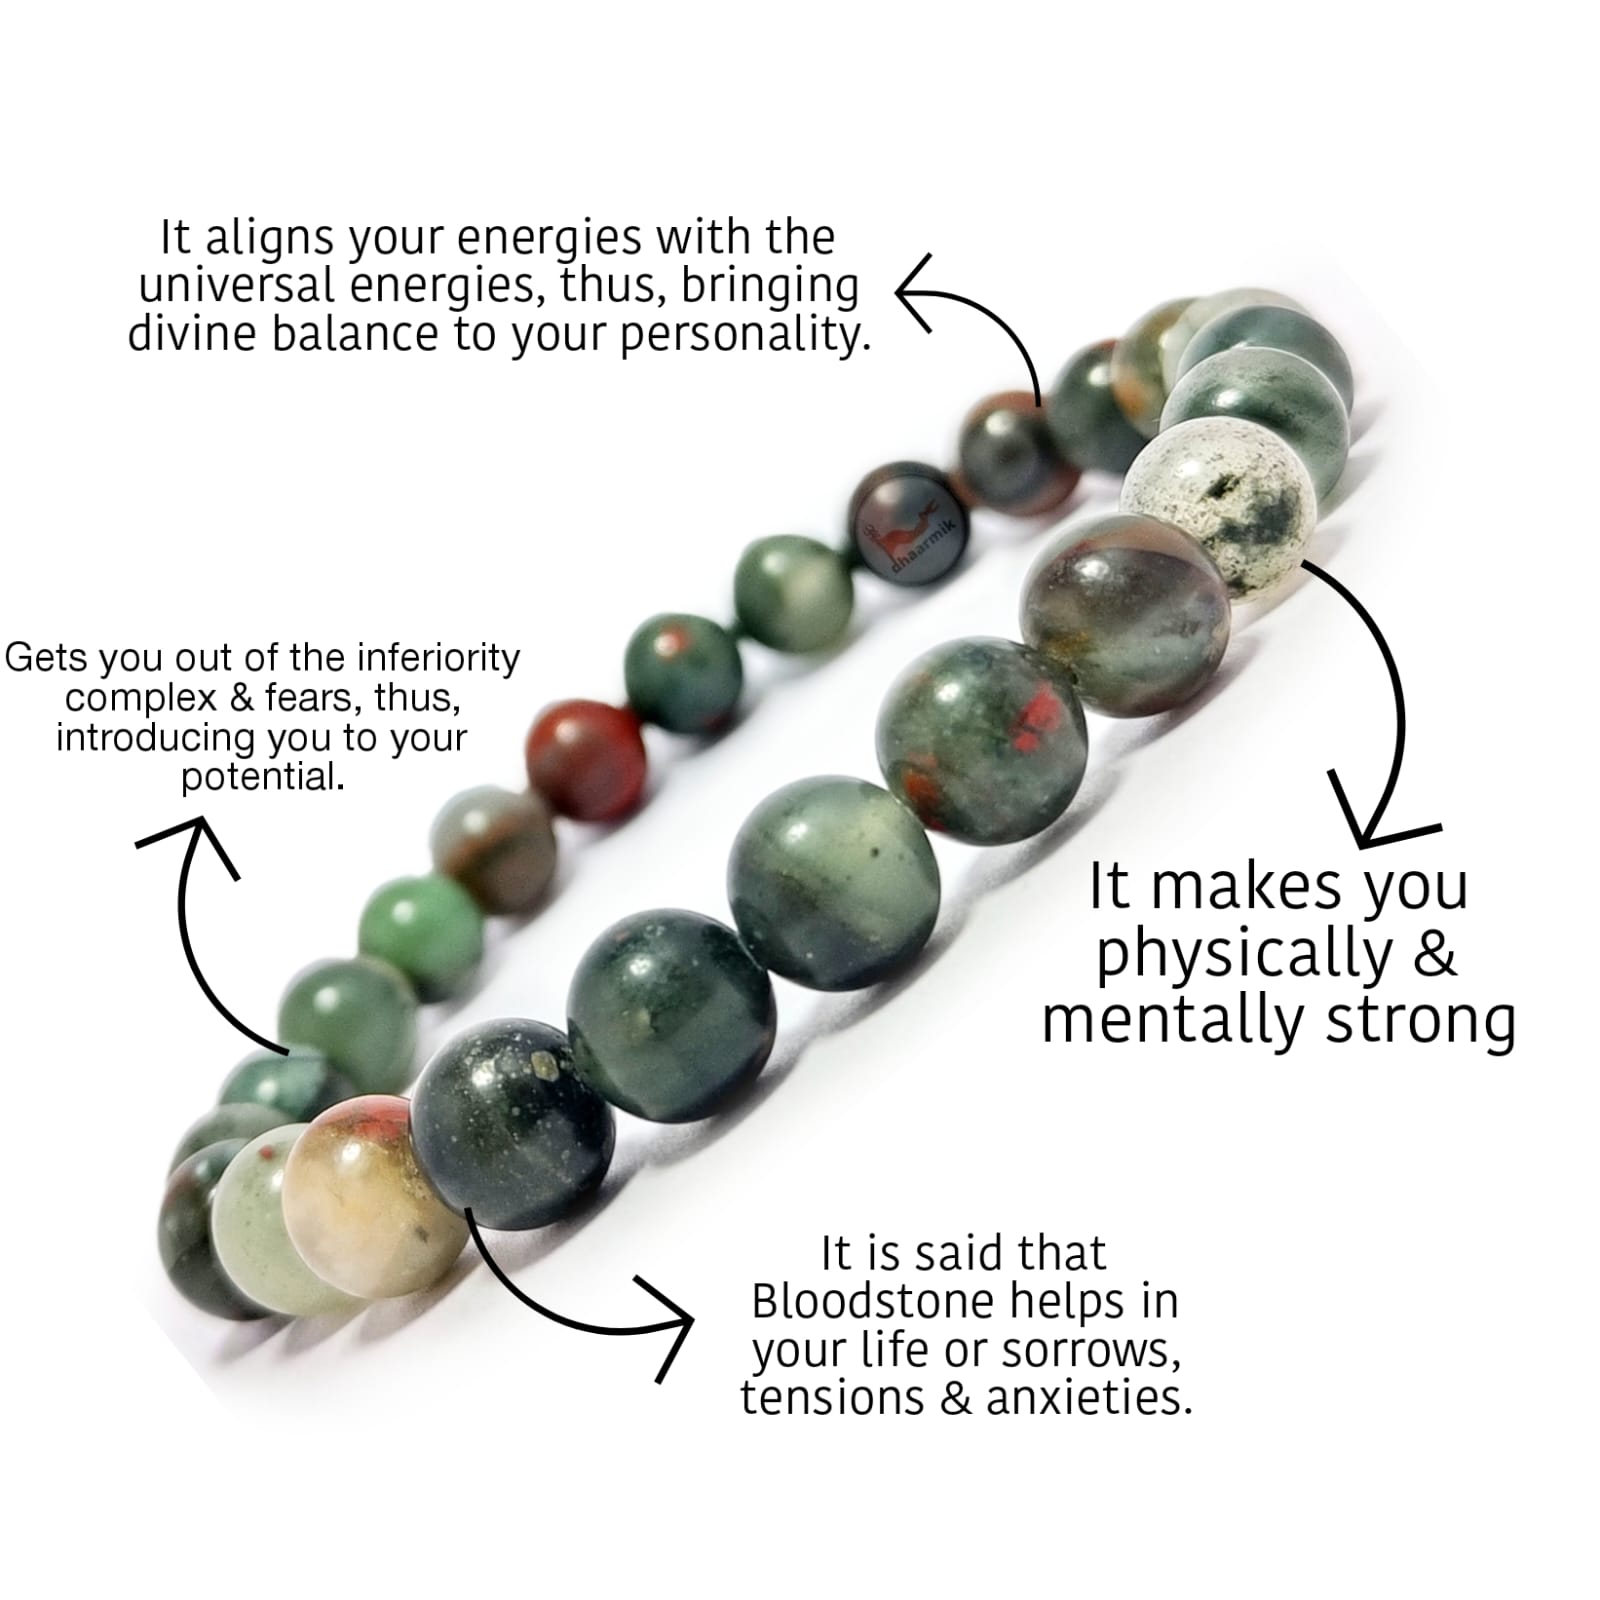 It aligns your energies with the
universal energies, thus, bringing
divine balance to your personality.
dhaarmik
Gets you out of the inferiority
complex & fears, thus,
introducing you to your
potential.
It makes you
physically &
mentally strong
It is said that
Bloodstone helps in
your life or sorrows,
tensions & anxieties.